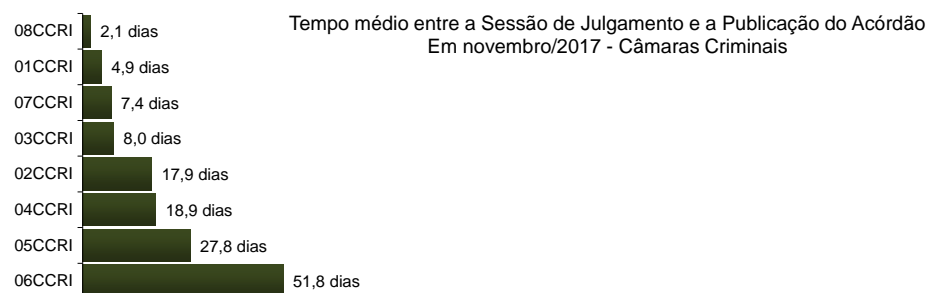 Tempo médio entre a Sessão de Julgamento e a Publicação do Acórdão
Em novembro/2017 - Câmaras Criminais
08CCRI 2,1 dias
01CCRI 4,9 dias
07CCRI 7,4 dias
03CCRI 8,0 dias
02CCRI 17,9 dias
04CCRI 18,9 dias
05CCRI 27,8 dias
06CCRI 51,8 dias